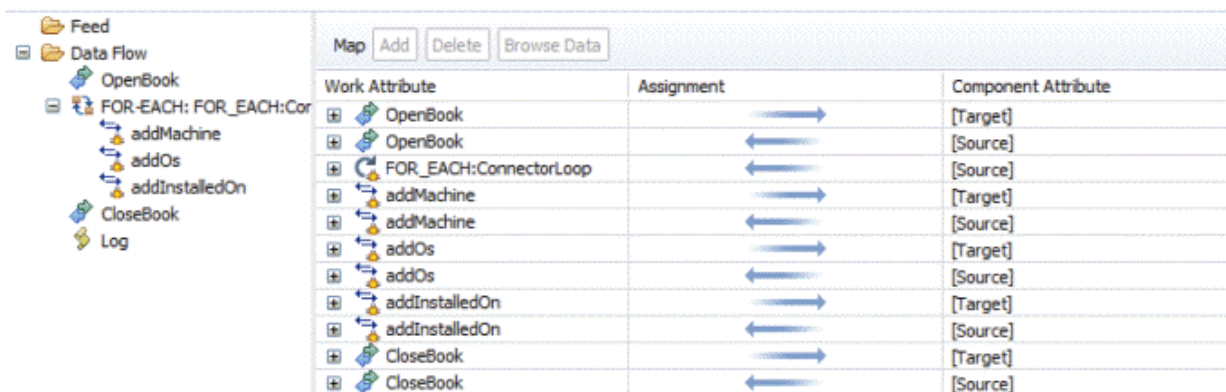 Feed
Data Flow
OpenBook
FOR-EACH: FOR_EACH:Cor
addMachine
addOs
addInstalledOn
CloseBook
Log
Map Add Delete Browse Data
Work Attribute Assignment Component Attribute
OpenBook [Target]
OpenBook [Source]
FOR_EACH:ConnectorLoop [Source]
addMachine [Target]
addMachine [Source]
addOs [Target]
addOs [Source]
addInstalledOn [Target]
addInstalledOn [Source]
CloseBook [Target]
CloseBook [Source]